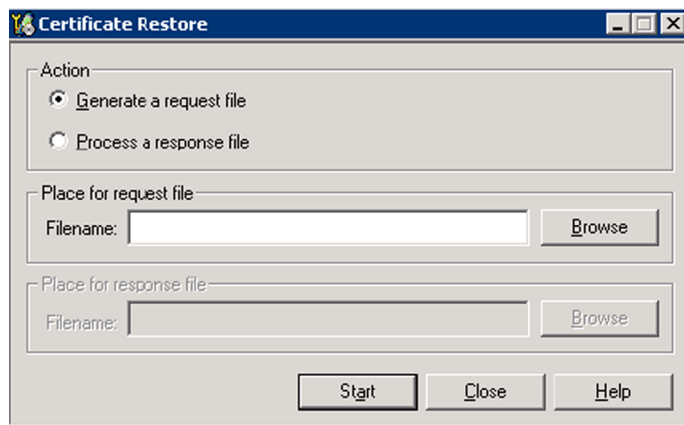 Certificate Restore
Action
Generate a request file
Process a response file
Place for request file
Filename: Browse
Place for response file
Filename: Browse
Start Close Help